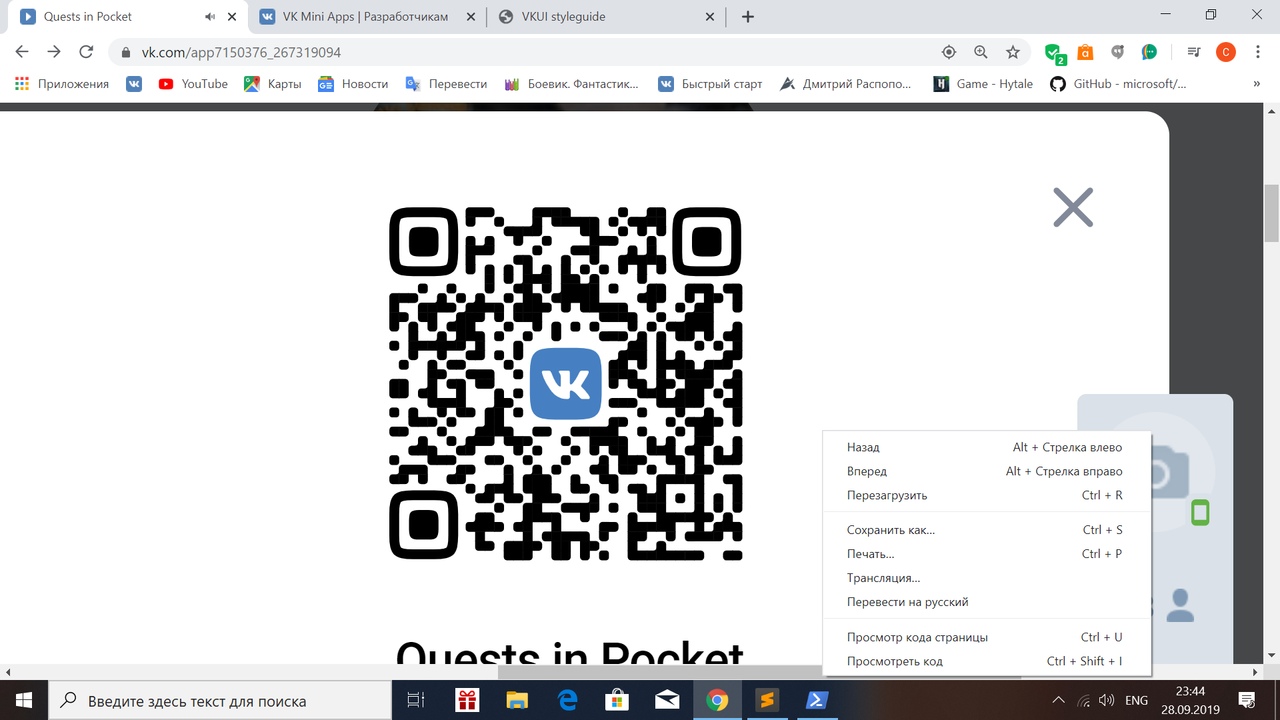 Quests in Pocket
VK Mini Apps | Разработчикам
VKUI styleguide
vk.com/app7150376_267319094
2
C
Приложения
YouTube
Карты
Новости
Перевести
Боевик. Фантастик...
Быстрый старт
Дмитрий Распопо...
Game - Hytale
GitHub - microsoft/...
»
Назад Alt + Стрелка влево
Вперед Alt + Стрелка вправо
Перезагрузить Ctrl + R
Сохранить как... Ctrl + S
Печать... Ctrl + P
Трансляция...
Перевести на русский
Просмотр кода страницы Ctrl + U
Просмотреть код Ctrl + Shift + I
Quests in Pocket
Введите здесь текст для поиска
ENG
23:44
28.09.2019